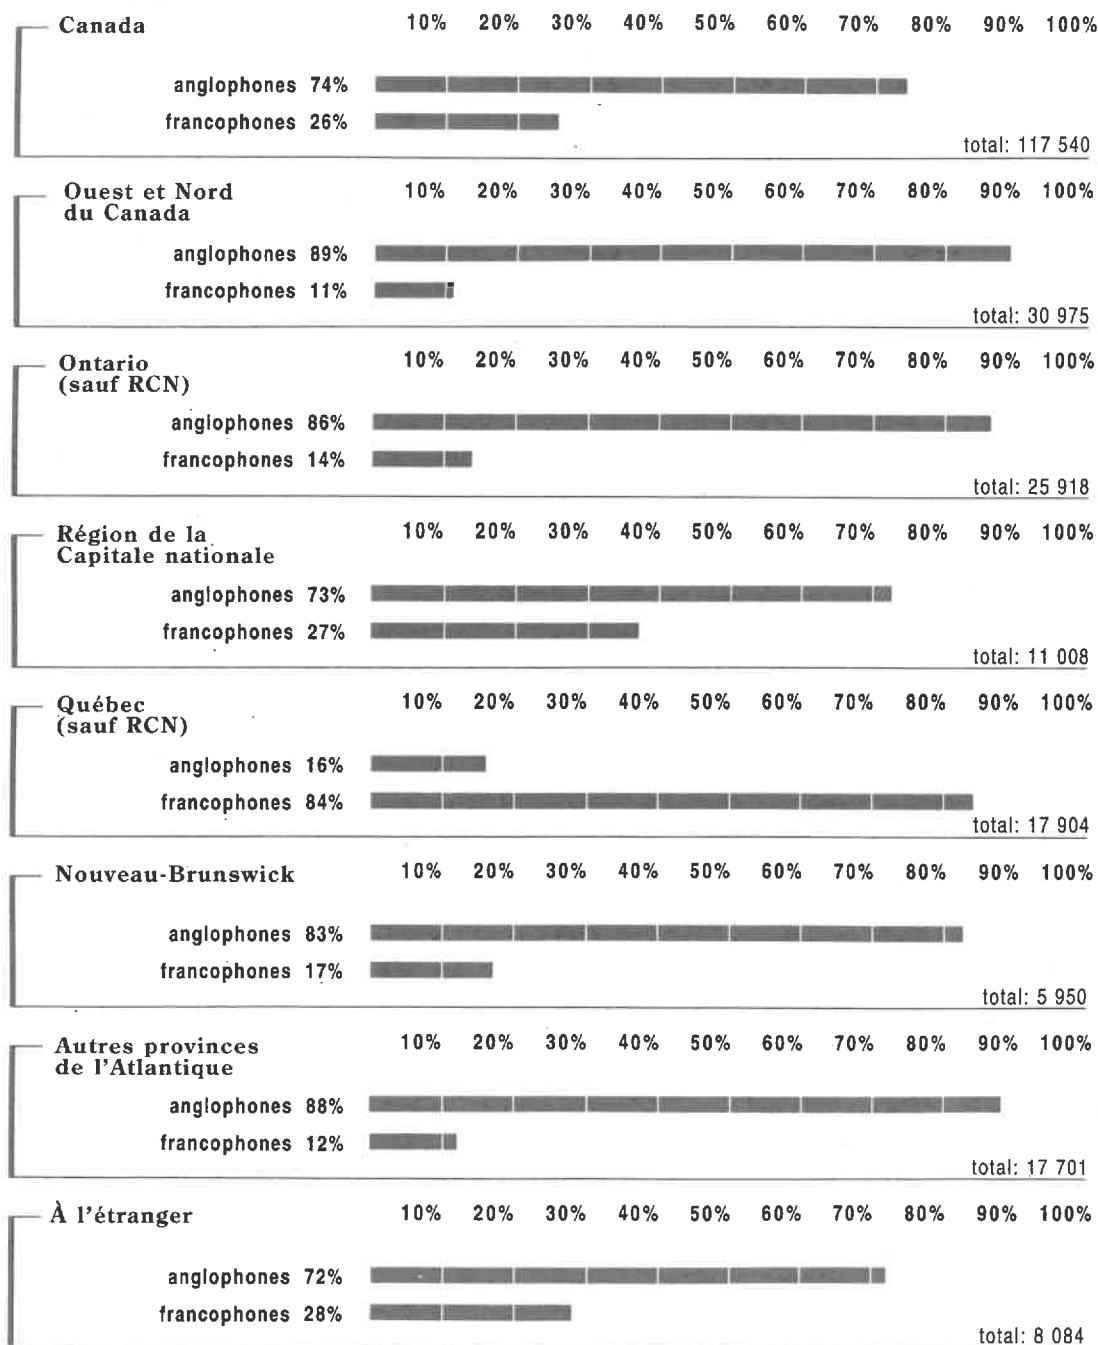 Canada 10% 20% 30% 40% 50% 60% 70% 80% 90% 100%
anglophones 74%
francophones 26%
total: 117 540
Ouest et Nord 10% 20% 30% 40% 50% 60% 70% 80% 90% 100%
du Canada
anglophones 89%
francophones 11%
total: 30 975
Ontario 10% 20% 30% 40% 50% 60% 70% 80% 90% 100%
(sauf RCN)
anglophones 86%
francophones 14%
total: 25 918
Région de la 10% 20% 30% 40% 50% 60% 70% 80% 90% 100%
Capitale nationale
anglophones 73%
francophones 27%
total: 11 008
Québec 10% 20% 30% 40% 50% 60% 70% 80% 90% 100%
(sauf RCN)
anglophones 16%
francophones 84%
total: 17 904
Nouveau-Brunswick 10% 20% 30% 40% 50% 60% 70% 80% 90% 100%
anglophones 83%
francophones 17%
total: 5 950
Autres provinces 10% 20% 30% 40% 50% 60% 70% 80% 90% 100%
de l'Atlantique
anglophones 88%
francophones 12%
total: 17 701
À l'étranger 10% 20% 30% 40% 50% 60% 70% 80% 90% 100%
anglophones 72%
francophones 28%
total: 8 084